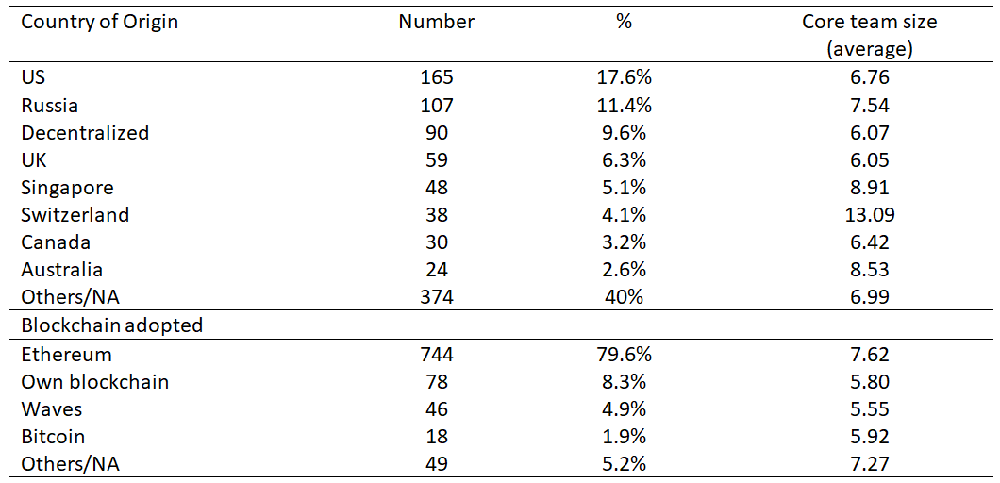 Country of Origin Number % Core team size
(average)
US 165 17.6% 6.76
Russia 107 11.4% 7.54
Decentralized 90 9.6% 6.07
UK 59 6.3% 6.05
Singapore 48 5.1% 8.91
Switzerland 38 4.1% 13.09
Canada 30 3.2% 6.42
Australia 24 2.6% 8.53
Others/NA 374 40% 6.99
Blockchain adopted
Ethereum 744 79.6% 7.62
Own blockchain 78 8.3% 5.80
Waves 46 4.9% 5.55
Bitcoin 18 1.9% 5.92
Others/NA 49 5.2% 7.27